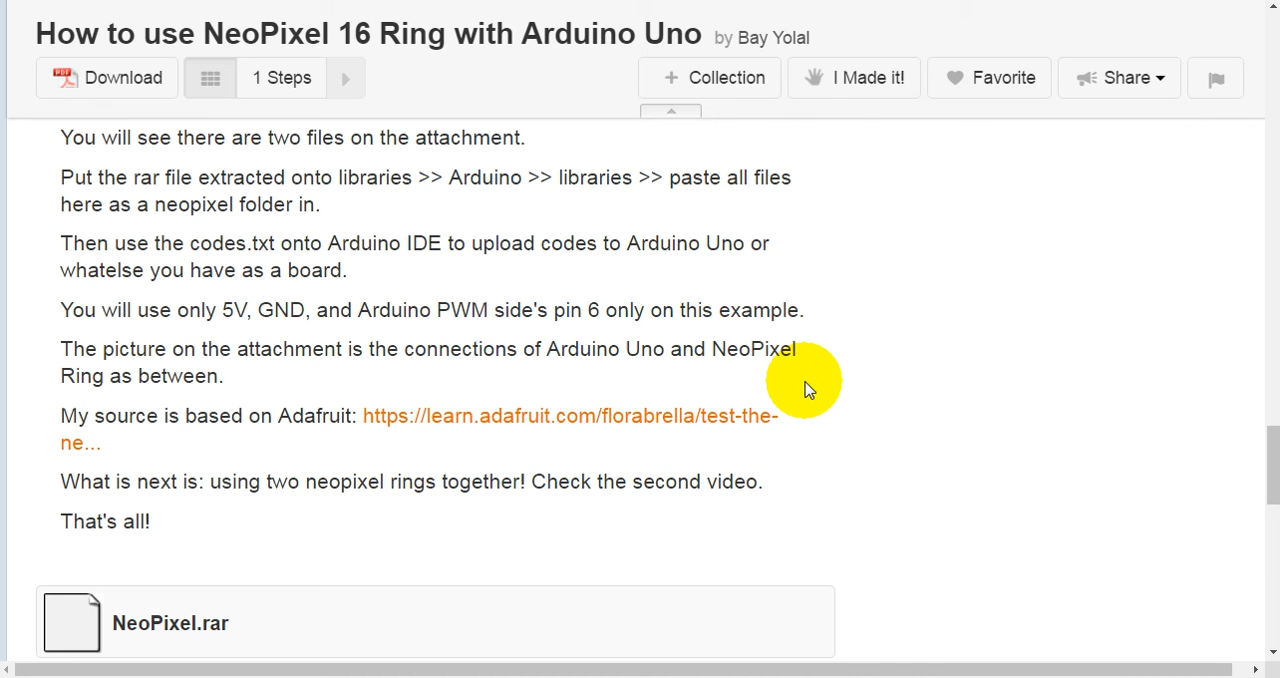 How to use NeoPixel 16 Ring with Arduino Uno by Bay Yolal
Download 1 Steps + Collection I Made it! Favorite Share
You will see there are two files on the attachment.
Put the rar file extracted onto libraries >> Arduino >> libraries >> paste all files
here as a neopixel folder in.
Then use the codes.txt onto Arduino IDE to upload codes to Arduino Uno or
whatelse you have as a board.
You will use only 5V, GND, and Arduino PWM side's pin 6 only on this example.
The picture on the attachment is the connections of Arduino Uno and NeoPixel
Ring as between.
My source is based on Adafruit: https://learn.adafruit.com/florabrella/test-the-
ne...
What is next is: using two neopixel rings together! Check the second video.
That's all!
NeoPixel.rar